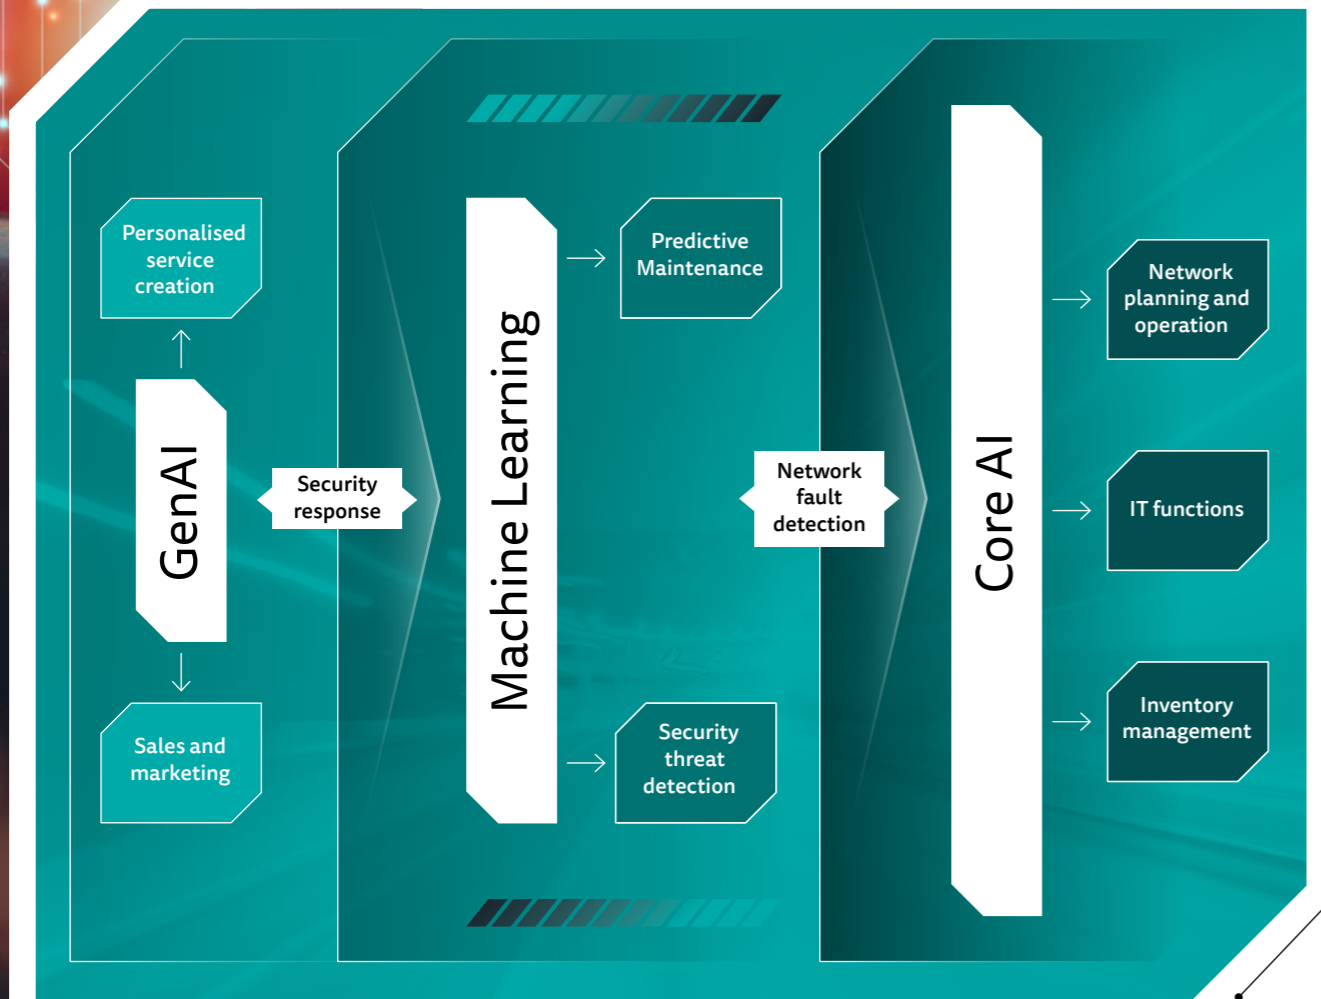 Personalised
service
creation
GenAI
Sales and
marketing
Security
response
Machine Learning
Predictive
Maintenance
Security
threat
detection
Network
fault
detection
Core AI
Network
planning and
operation
IT functions
Inventory
management